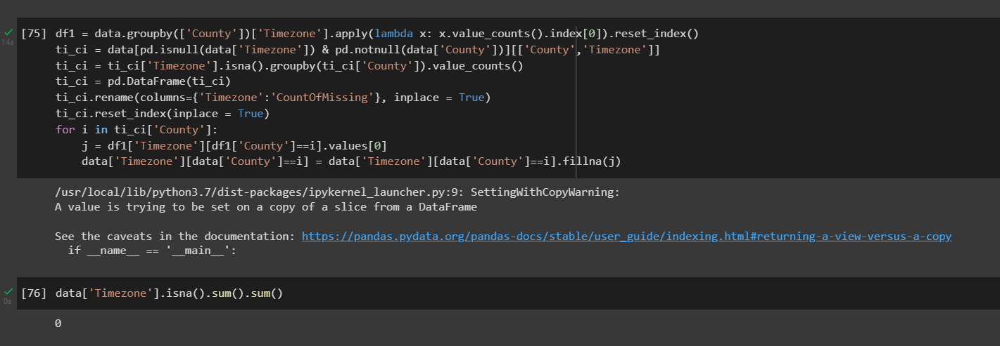 [75] df1 = data.groupby(['County'])['Timezone'].apply(lambda x: x.value_counts().index[0]).reset_index()
14s
ti_ci = data[pd.isnull(data['Timezone']) & pd.notnull(data['County'])][['County','Timezone']]
ti_ci = ti_ci['Timezone'].isna().groupby(ti_ci['County']).value_counts()
ti_ci = pd.DataFrame(ti_ci)
ti_ci.rename(columns={'Timezone':'CountOfMissing'}, inplace = True)
ti_ci.reset_index(inplace = True)
for i in ti_ci['County']:
    j = df1['Timezone'][df1['County']==i].values[0]
    data['Timezone'][data['County']==i] = data['Timezone'][data['County']==i].fillna(j)
/usr/local/lib/python3.7/dist-packages/ipykernel_launcher.py:9: SettingWithCopyWarning:
A value is trying to be set on a copy of a slice from a DataFrame
See the caveats in the documentation: https://pandas.pydata.org/pandas-docs/stable/user_guide/indexing.html#returning-a-view-versus-a-copy
  if __name__ == '__main__':
[76] data['Timezone'].isna().sum().sum()
0s
0